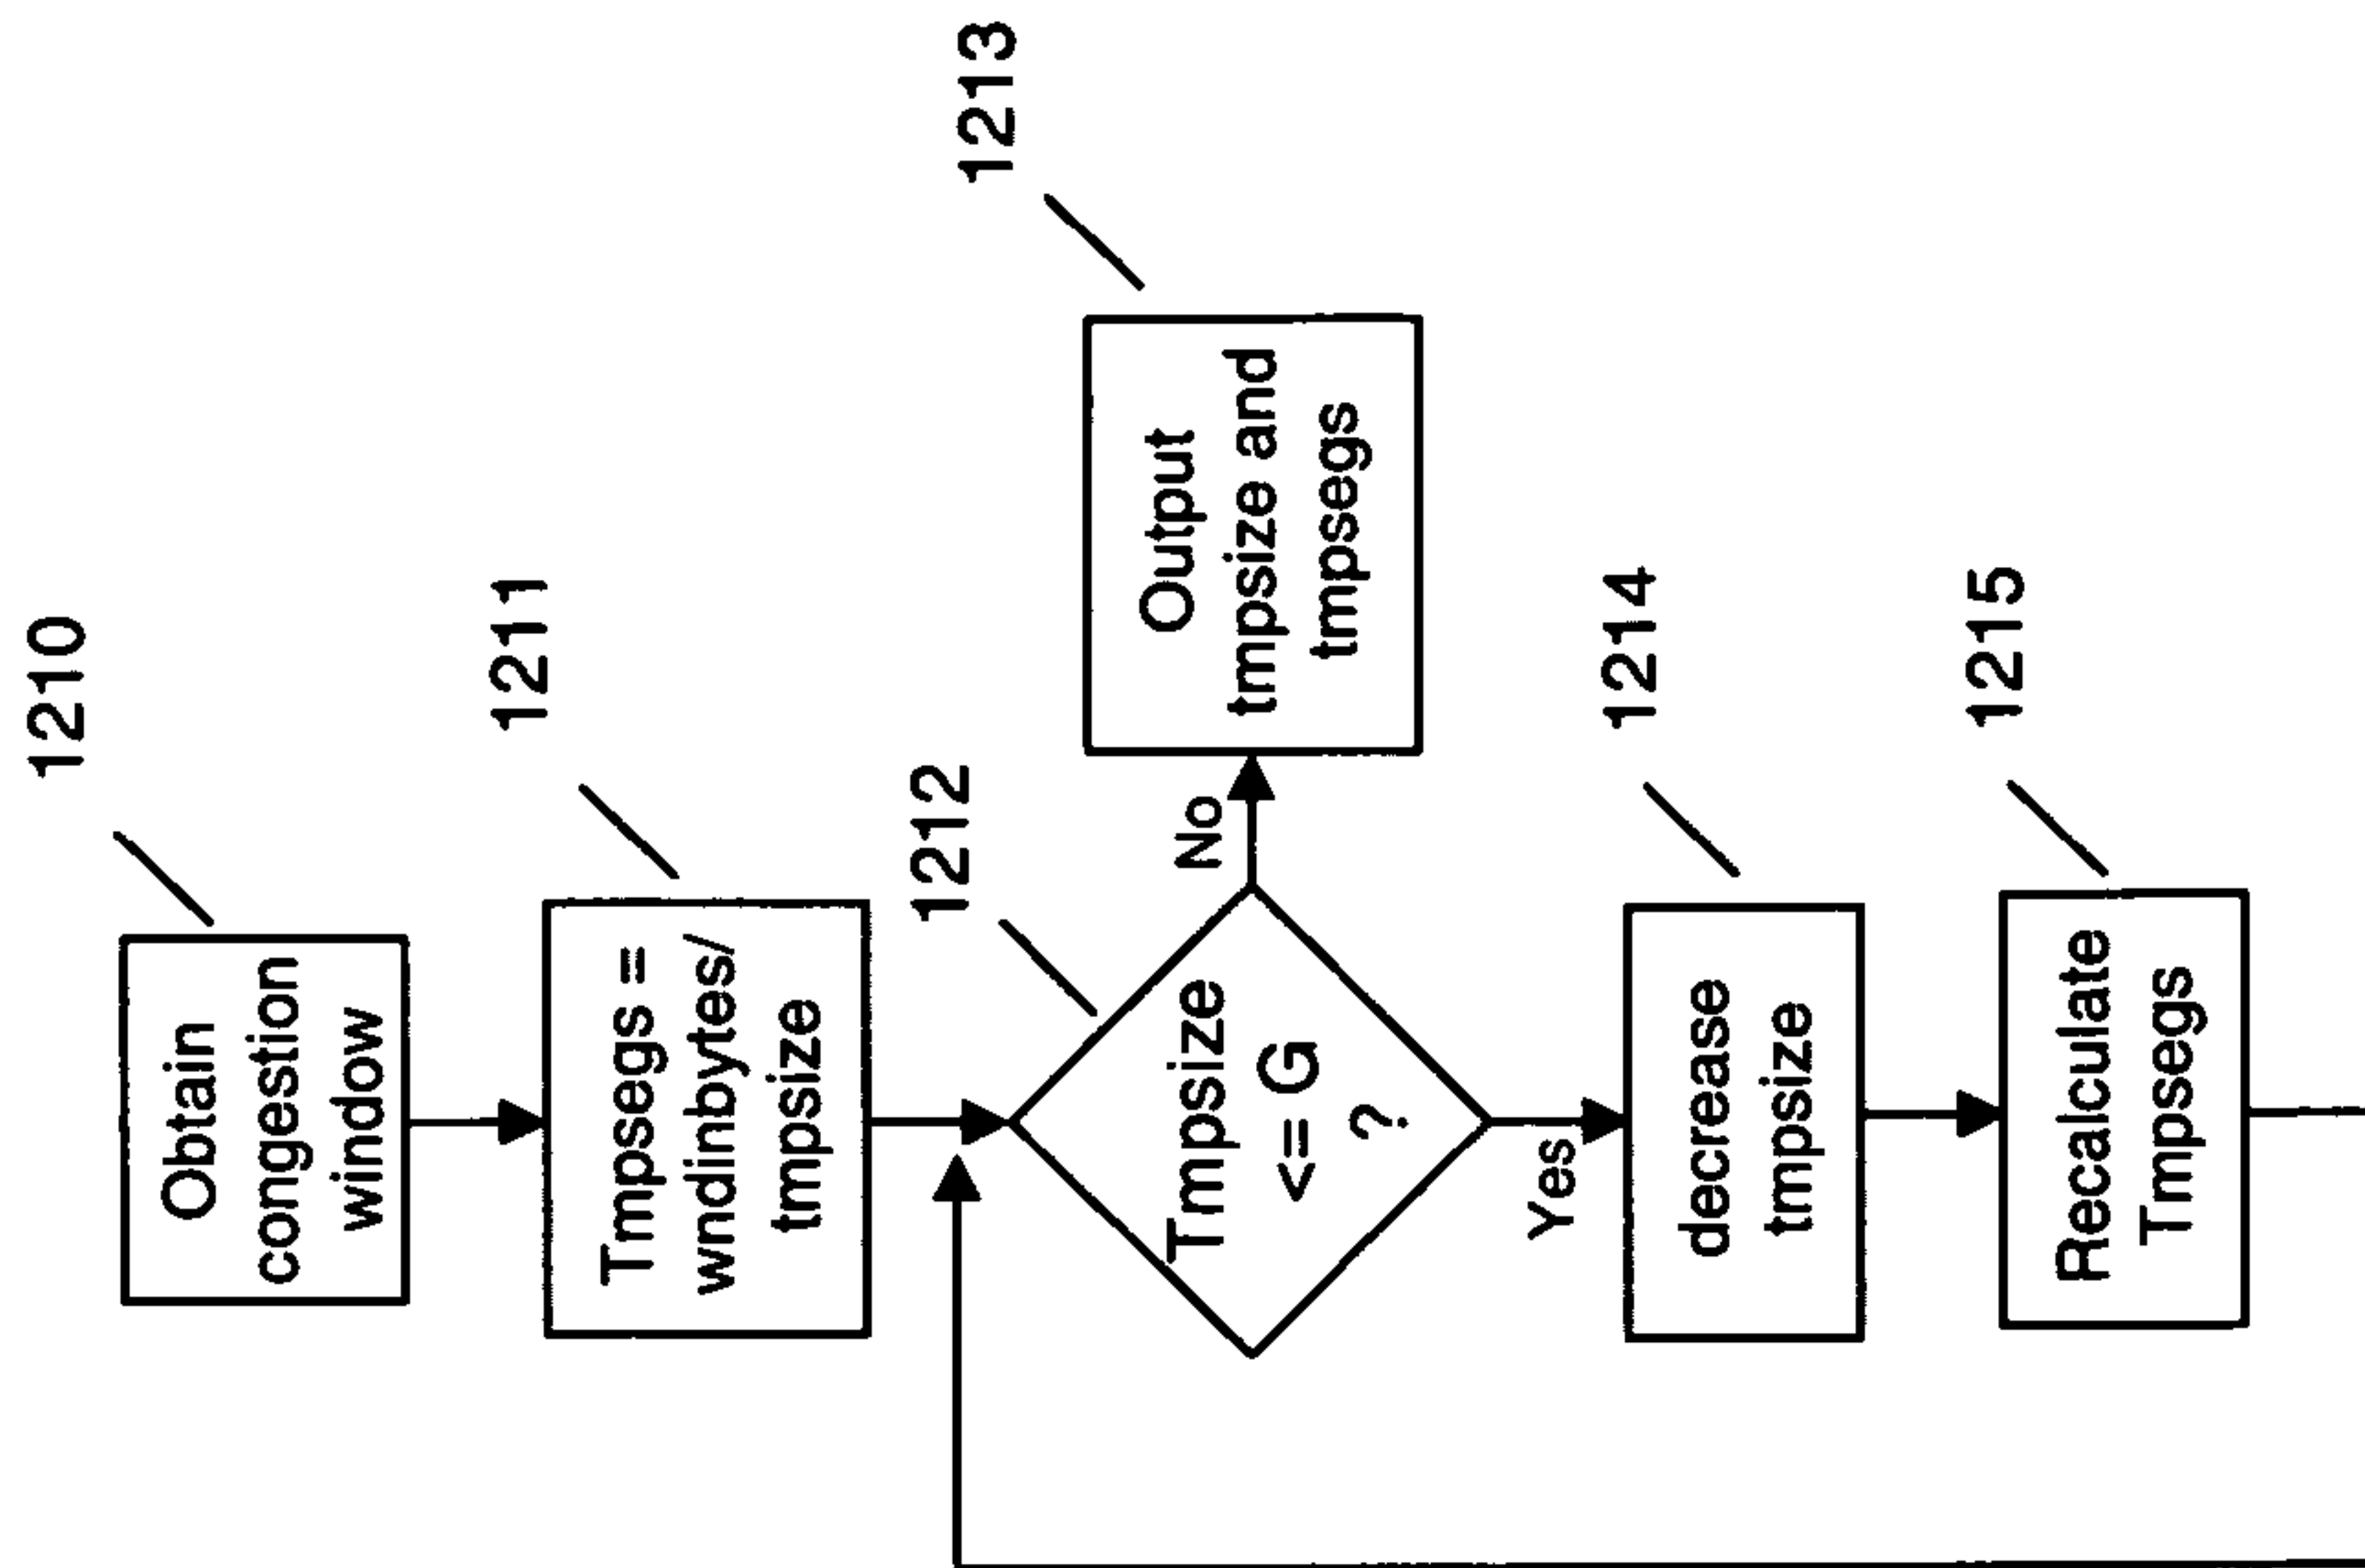 1210
Obtain
congestion
window
1211
Tmpsegs =
wndinbytes/
tmpsize
1212
Tmpsize
<= G
?
No
1213
Output
tmpsize and
tmpsegs
Yes
1214
decrease
tmpsize
1215
Recalculate
Tmpsegs